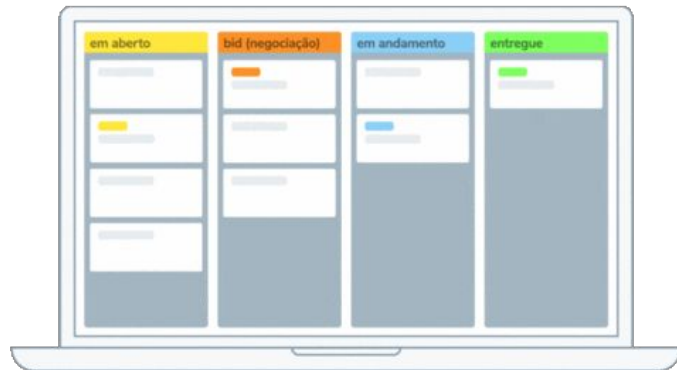 em aberto
bid (negociação)
em andamento
entregue